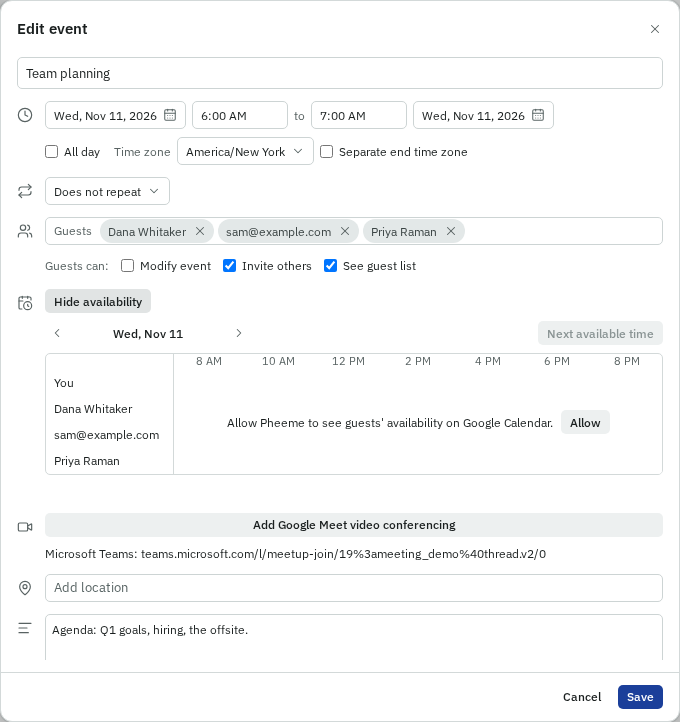 Edit event
Team planning
Wed, Nov 11, 2026 6:00 AM to 7:00 AM Wed, Nov 11, 2026
All day Time zone America/New York Separate end time zone
Does not repeat
Guests Dana Whitaker sam@example.com Priya Raman
Guests can: Modify event Invite others See guest list
Hide availability
Wed, Nov 11 Next available time
8 AM 10 AM 12 PM 2 PM 4 PM 6 PM 8 PM
You
Dana Whitaker
Allow Pheeme to see guests' availability on Google Calendar. Allow
sam@example.com
Priya Raman
Add Google Meet video conferencing
Microsoft Teams: teams.microsoft.com/l/meetup-join/19%3ameeting_demo%40thread.v2/0
Add location
Agenda: Q1 goals, hiring, the offsite.
Cancel Save